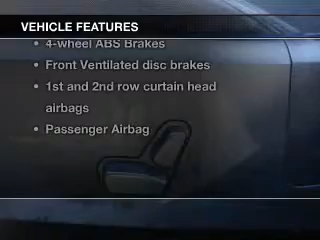 VEHICLE FEATURES
• 4-wheel ABS Brakes
• Front Ventilated disc brakes
• 1st and 2nd row curtain head
airbags
• Passenger Airbag